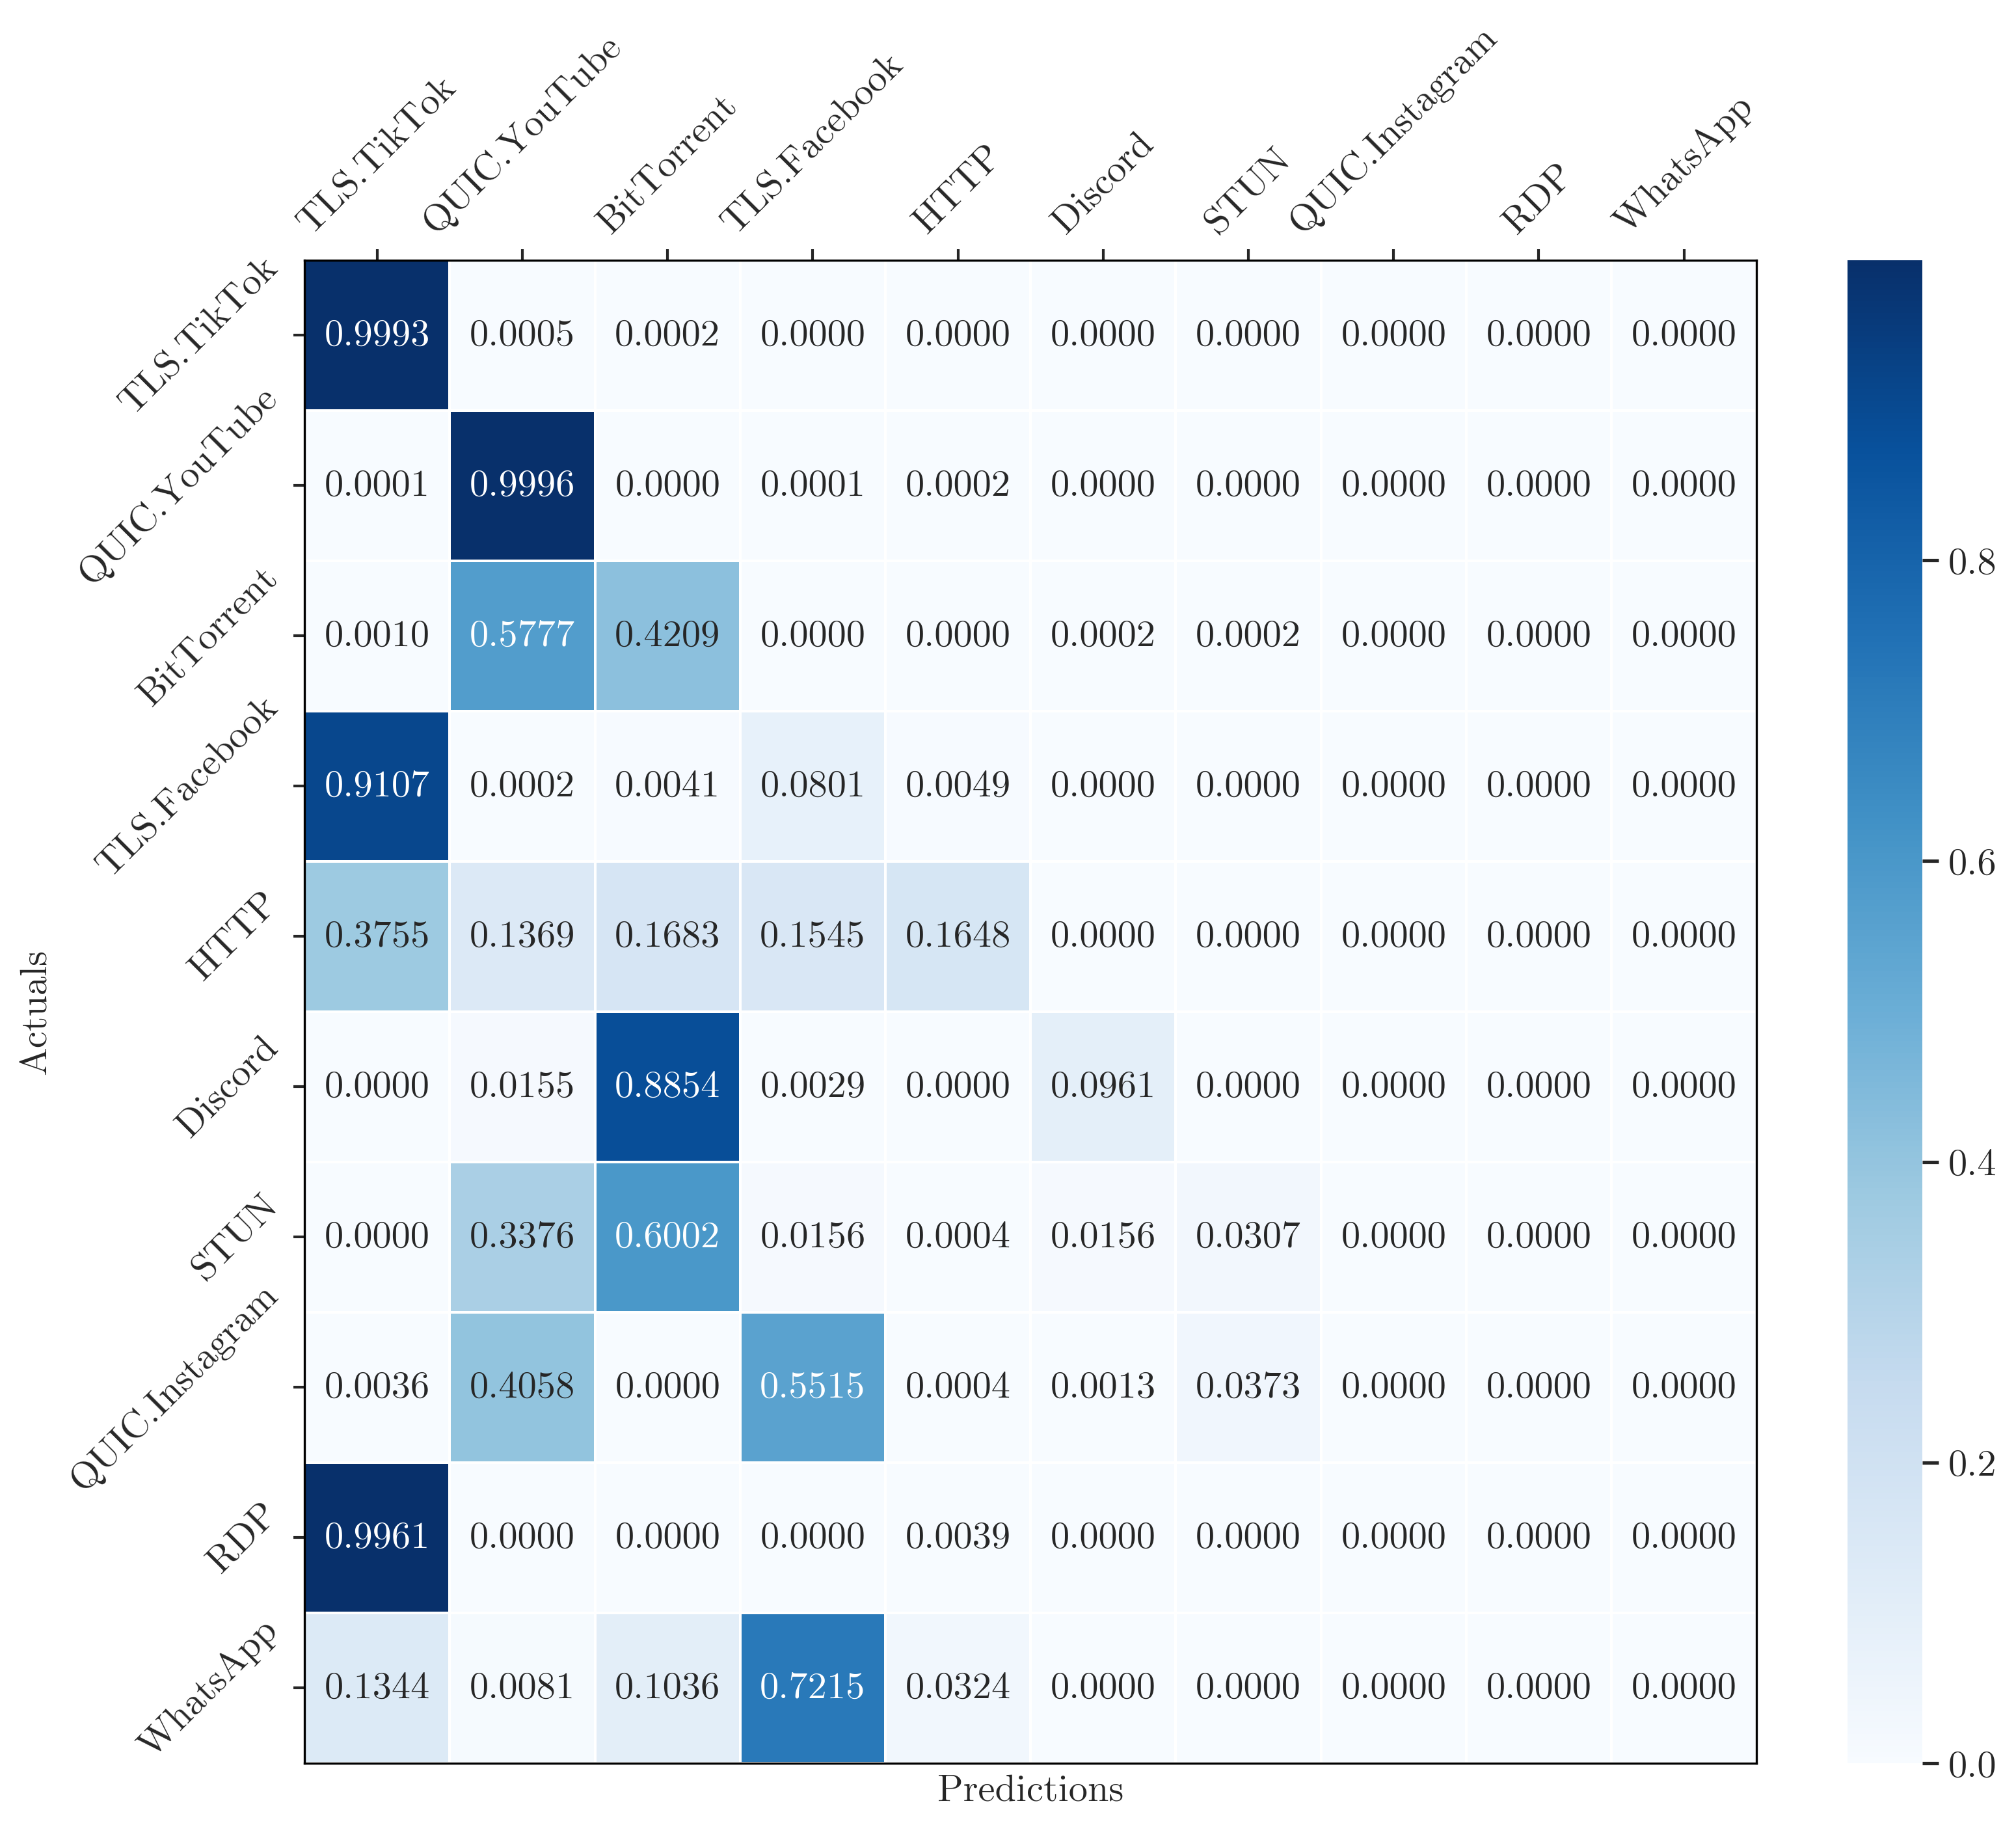 TLS.TikTok QUIC.YouTube BitTorrent TLS.Facebook HTTP Discord STUN QUIC.Instagram RDP WhatsApp
TLS.TikTok 0.9993 0.0005 0.0002 0.0000 0.0000 0.0000 0.0000 0.0000 0.0000 0.0000
QUIC.YouTube 0.0001 0.9996 0.0000 0.0001 0.0002 0.0000 0.0000 0.0000 0.0000 0.0000
0.8
BitTorrent 0.0010 0.5777 0.4209 0.0000 0.0000 0.0002 0.0002 0.0000 0.0000 0.0000
TLS.Facebook 0.9107 0.0002 0.0041 0.0801 0.0049 0.0000 0.0000 0.0000 0.0000 0.0000
0.6
HTTP 0.3755 0.1369 0.1683 0.1545 0.1648 0.0000 0.0000 0.0000 0.0000 0.0000
Actuals
Discord 0.0000 0.0155 0.8854 0.0029 0.0000 0.0961 0.0000 0.0000 0.0000 0.0000
0.4
STUN 0.0000 0.3376 0.6002 0.0156 0.0004 0.0156 0.0307 0.0000 0.0000 0.0000
QUIC.Instagram 0.0036 0.4058 0.0000 0.5515 0.0004 0.0013 0.0373 0.0000 0.0000 0.0000
0.2
RDP 0.9961 0.0000 0.0000 0.0000 0.0039 0.0000 0.0000 0.0000 0.0000 0.0000
WhatsApp 0.1344 0.0081 0.1036 0.7215 0.0324 0.0000 0.0000 0.0000 0.0000 0.0000
0.0
Predictions